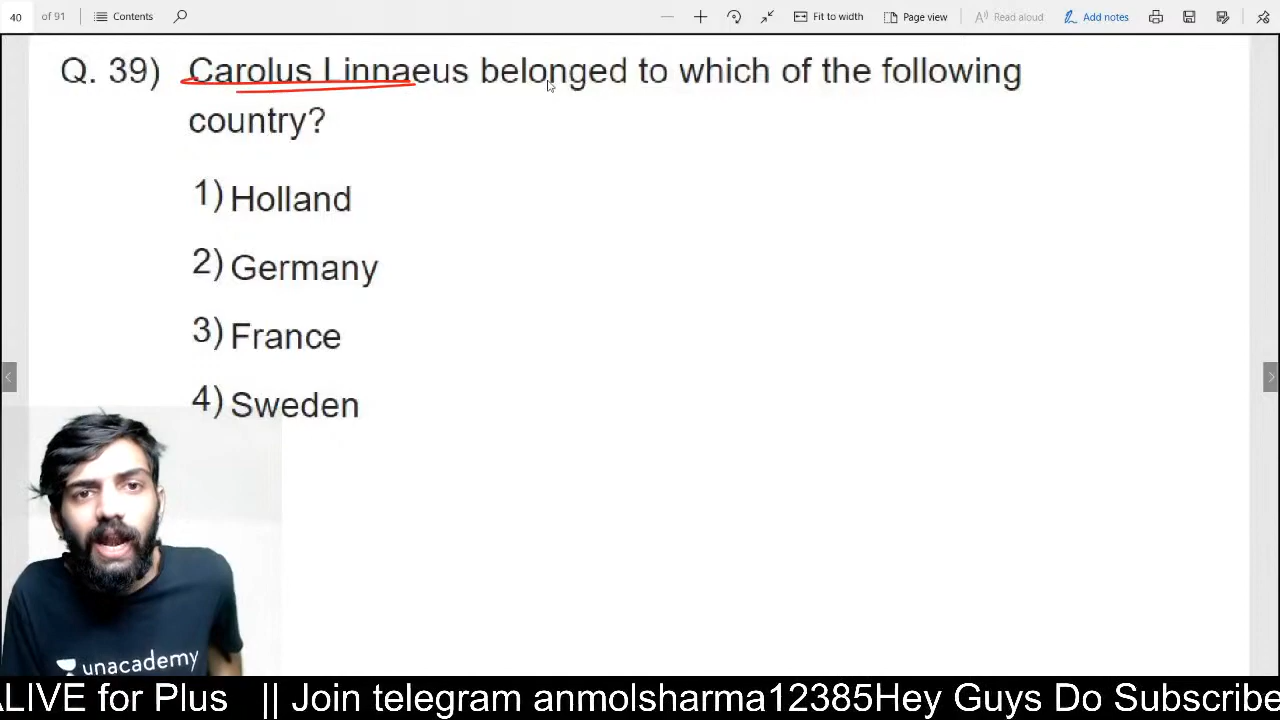 40 of 91 Contents Fit to width Page view Read aloud Add notes
Q. 39) Carolus Linnaeus belonged to which of the following
country?
1) Holland
2) Germany
3) France
4) Sweden
unacademy
ALIVE for Plus || Join telegram anmolsharma12385Hey Guys Do Subscribe